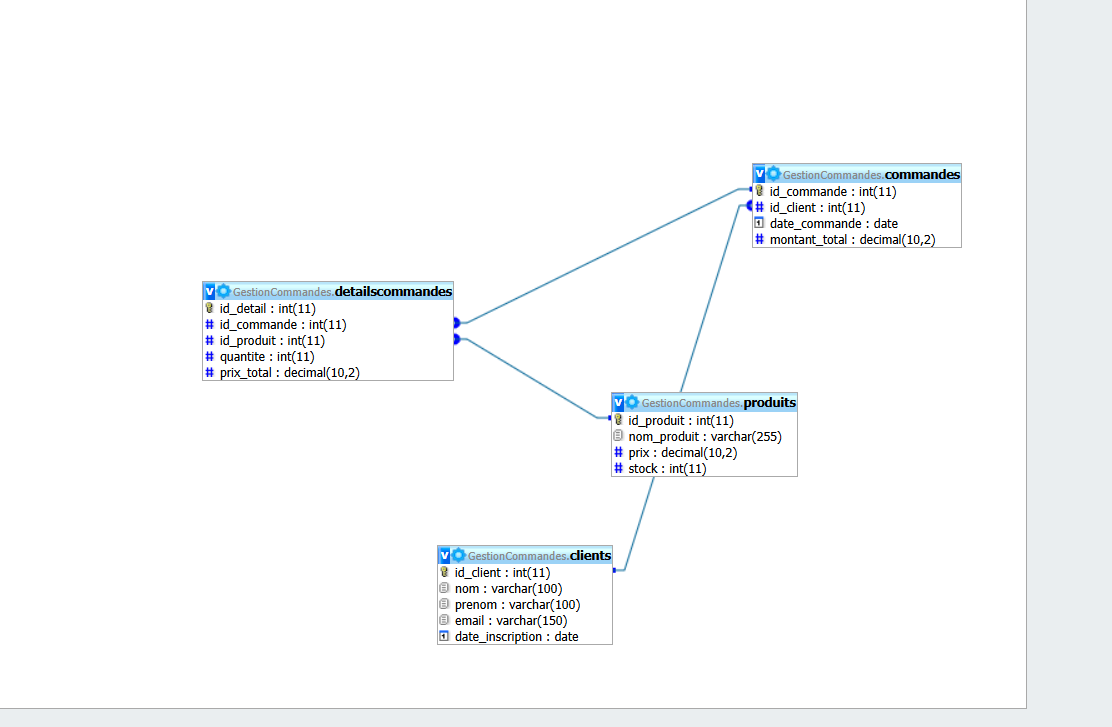 GestionCommandes.commandes
id_commande : int(11)
id_client : int(11)
date_commande : date
montant_total : decimal(10,2)
GestionCommandes.detailscommandes
id_detail : int(11)
id_commande : int(11)
id_produit : int(11)
quantite : int(11)
prix_total : decimal(10,2)
GestionCommandes.produits
id_produit : int(11)
nom_produit : varchar(255)
prix : decimal(10,2)
stock : int(11)
GestionCommandes.clients
id_client : int(11)
nom : varchar(100)
prenom : varchar(100)
email : varchar(150)
date_inscription : date